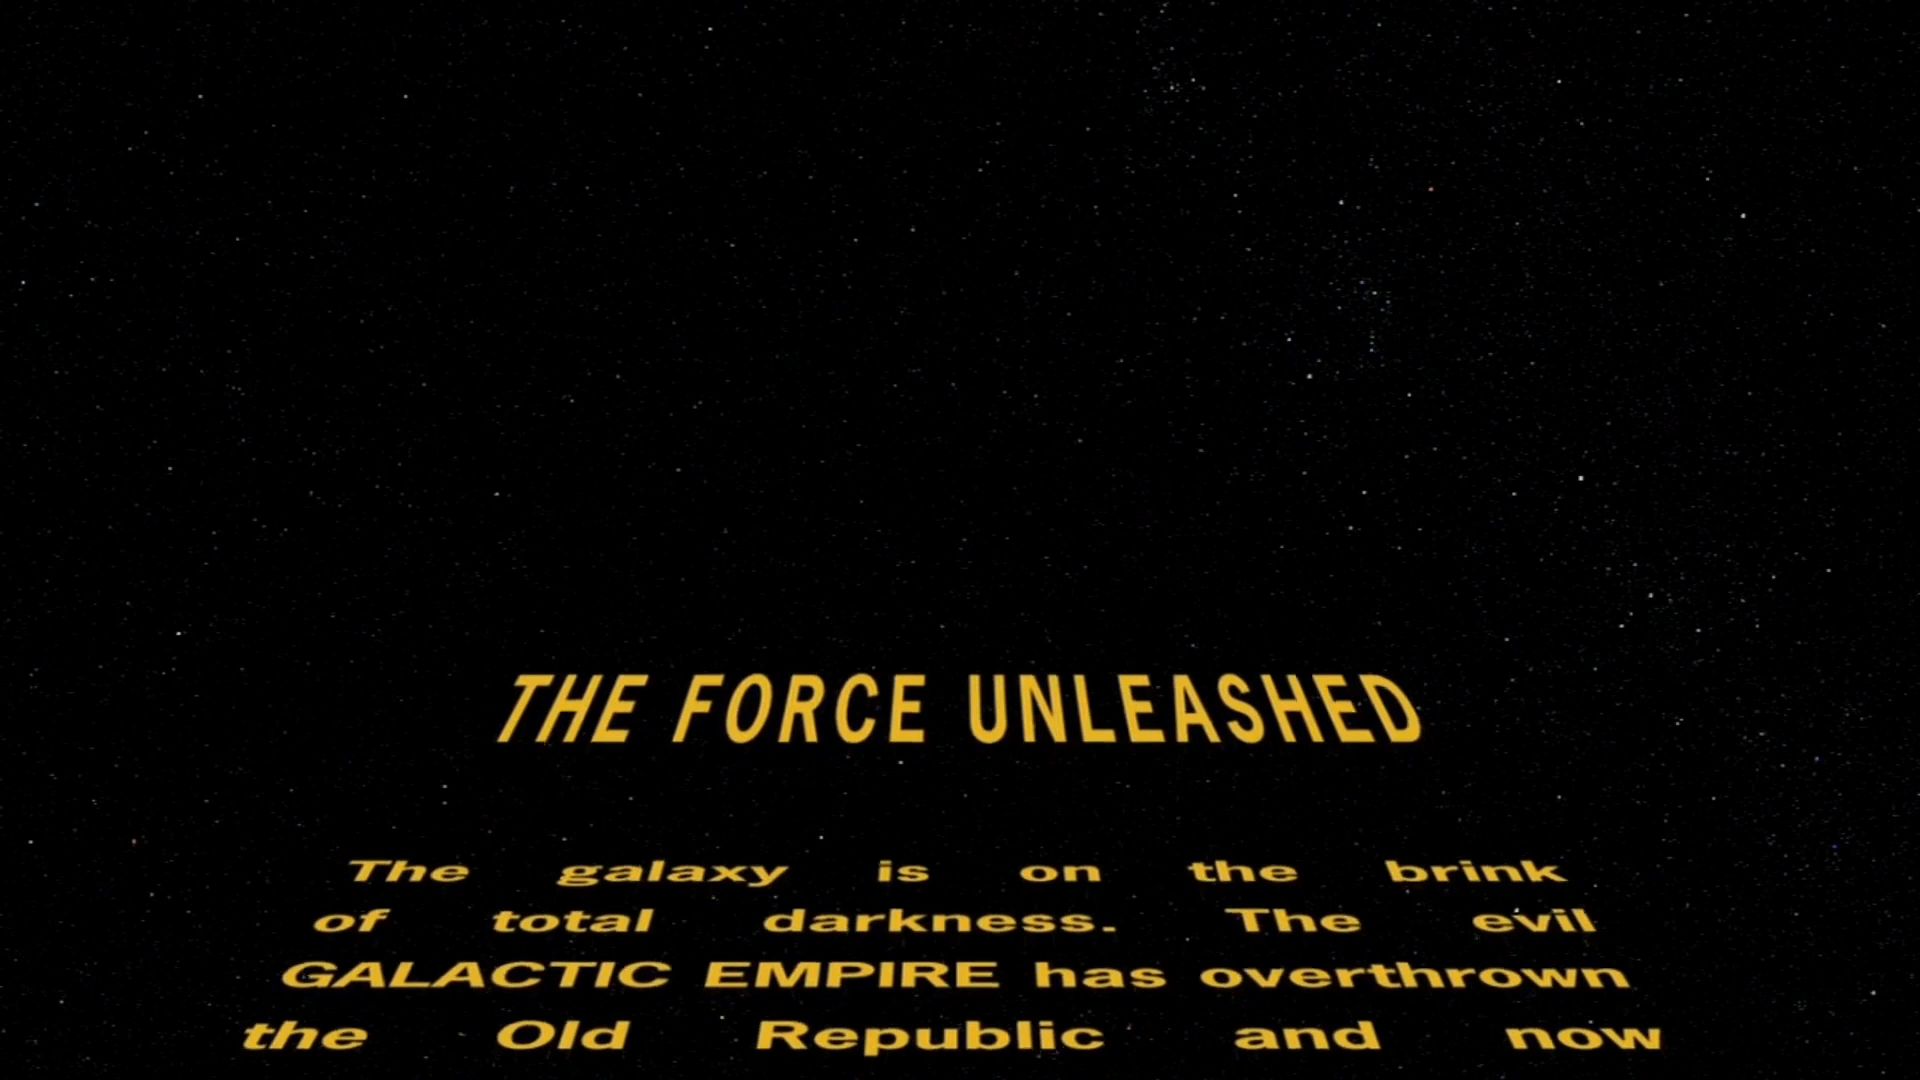 THE FORCE UNLEASHED
The galaxy is on the brink
of total darkness. The evil
GALACTIC EMPIRE has overthrown
the Old Republic and now